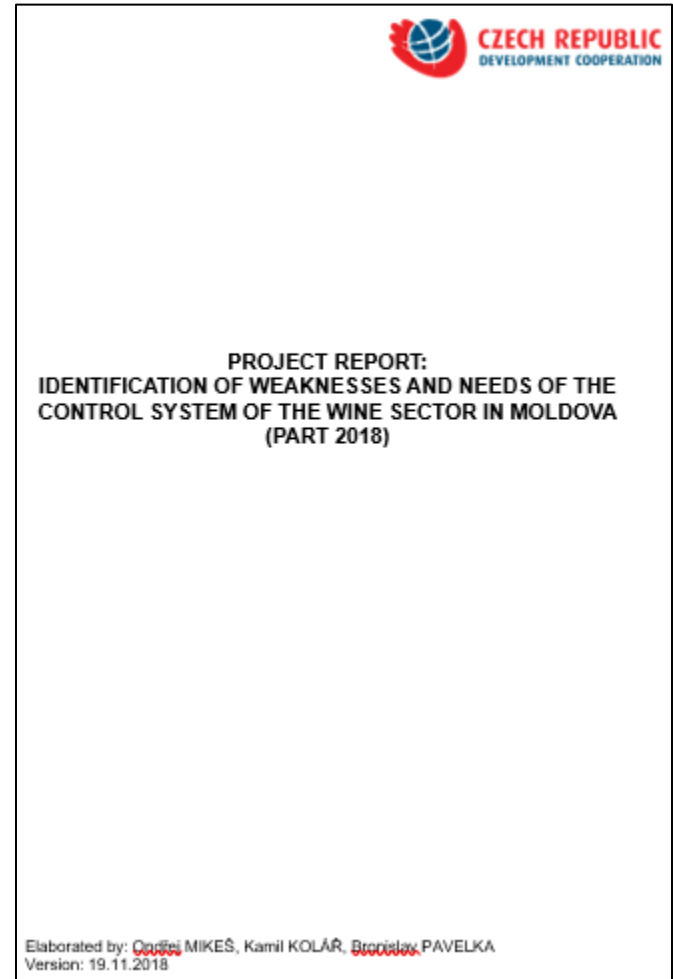 CZECH REPUBLIC
DEVELOPMENT COOPERATION
PROJECT REPORT:
IDENTIFICATION OF WEAKNESSES AND NEEDS OF THE
CONTROL SYSTEM OF THE WINE SECTOR IN MOLDOVA
(PART 2018)
Elaborated by: Ondřej MIKEŠ, Kamil KOLÁŘ, Bronislav PAVELKA
Version: 19.11.2018